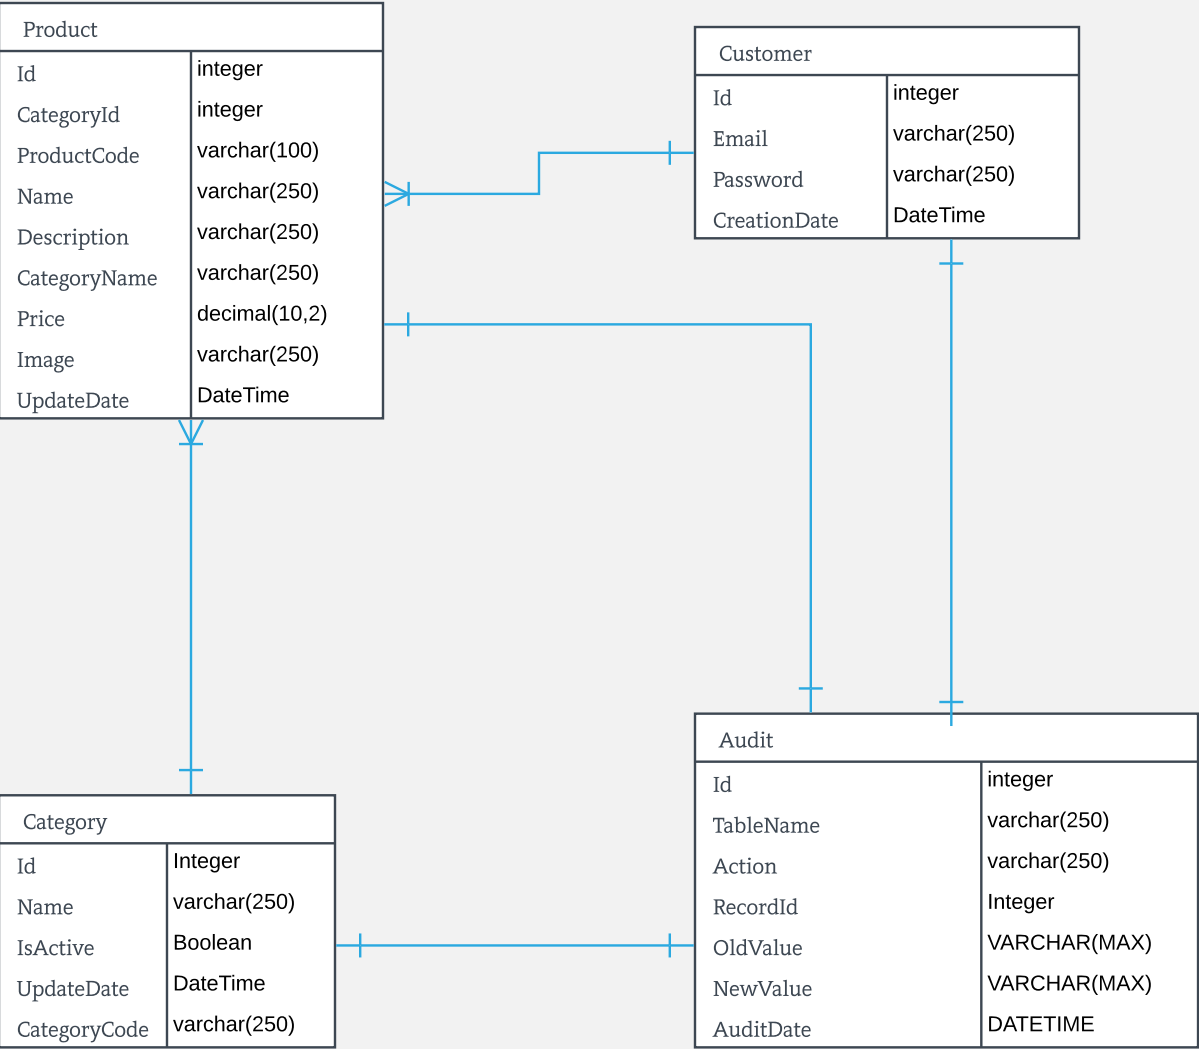 Product
Id integer
CategoryId integer
ProductCode varchar(100)
Name varchar(250)
Description varchar(250)
CategoryName varchar(250)
Price decimal(10,2)
Image varchar(250)
UpdateDate DateTime
Customer
Id integer
Email varchar(250)
Password varchar(250)
CreationDate DateTime
Category
Id Integer
Name varchar(250)
IsActive Boolean
UpdateDate DateTime
CategoryCode varchar(250)
Audit
Id integer
TableName varchar(250)
Action varchar(250)
RecordId Integer
OldValue VARCHAR(MAX)
NewValue VARCHAR(MAX)
AuditDate DATETIME